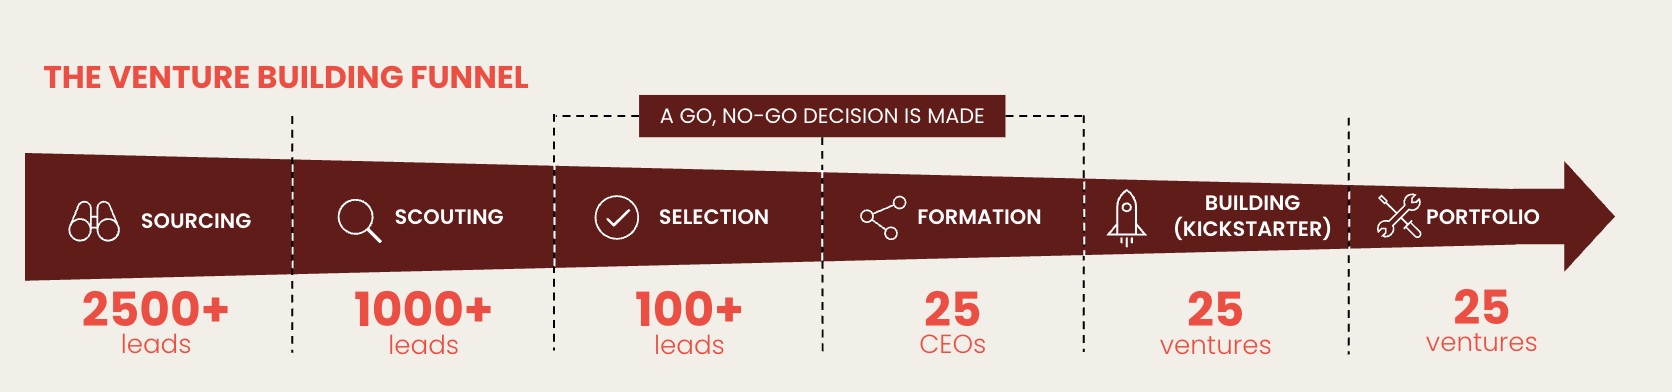 THE VENTURE BUILDING FUNNEL
A GO, NO-GO DECISION IS MADE
SOURCING
SCOUTING
SELECTION
FORMATION
BUILDING
(KICKSTARTER)
PORTFOLIO
2500+
leads
1000+
leads
100+
leads
25
CEOs
25
ventures
25
ventures